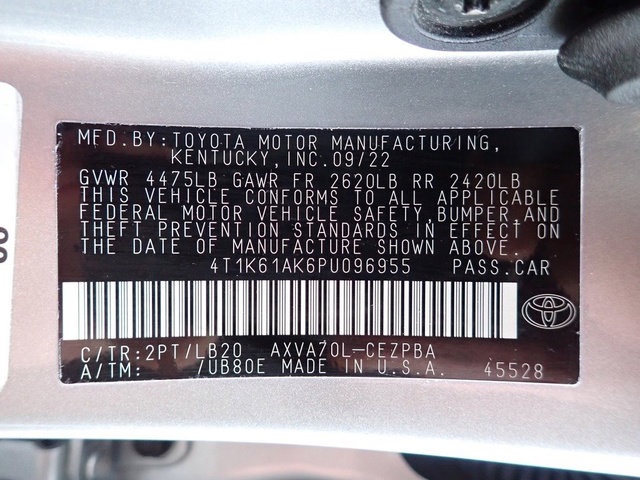 MFD.BY:TOYOTA MOTOR MANUFACTURING,
KENTUCKY,INC.09/22
GVWR 4475LB GAWR FR 2620LB RR 2420LB
THIS VEHICLE CONFORMS TO ALL APPLICABLE
FEDERAL MOTOR VEHICLE SAFETY,BUMPER,AND
THEFT PREVENTION STANDARDS IN EFFECT ON
THE DATE OF MANUFACTURE SHOWN ABOVE.
4T1K61AK6PU096955 PASS.CAR
C/TR:2PT/LB20 AXVA70L-CEZPBA
A/TM: /UB80E MADE IN U.S.A. 45528